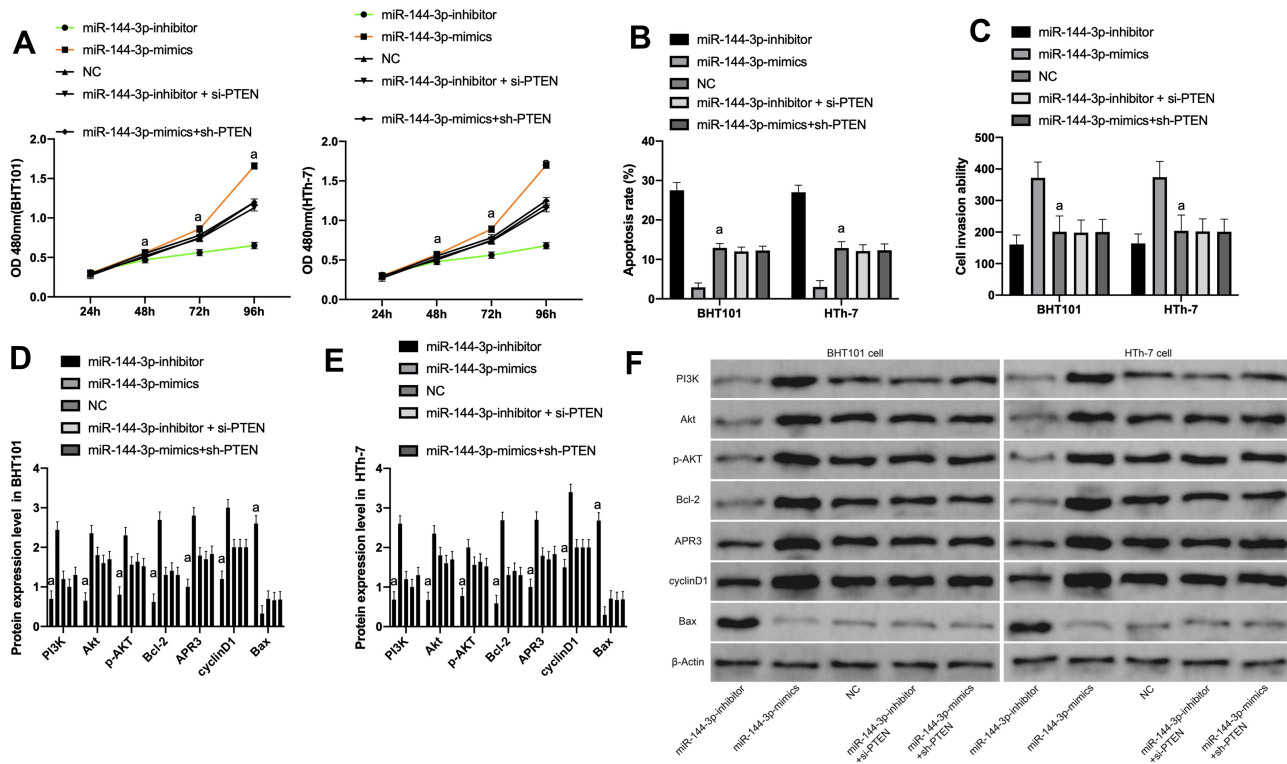 A
miR-144-3p-inhibitor
miR-144-3p-mimics
NC
miR-144-3p-inhibitor + si-PTEN
miR-144-3p-mimics+sh-PTEN
OD 480nm(BHT101)
2.0
1.5
1.0
0.5
0.0
a
a
a
24h
48h
72h
96h
miR-144-3p-inhibitor
miR-144-3p-mimics
NC
miR-144-3p-inhibitor + si-PTEN
miR-144-3p-mimics+sh-PTEN
OD 480nm(HTh-7)
2.0
1.5
1.0
0.5
0.0
a
a
a
24h
48h
72h
96h
B
miR-144-3p-inhibitor
miR-144-3p-mimics
NC
miR-144-3p-inhibitor + si-PTEN
miR-144-3p-mimics+sh-PTEN
Apoptosis rate (%)
40
30
20
10
0
a
a
BHT101
HTh-7
C
miR-144-3p-inhibitor
miR-144-3p-mimics
NC
miR-144-3p-inhibitor + si-PTEN
miR-144-3p-mimics+sh-PTEN
Cell invasion ability
500
400
300
200
100
0
a
a
BHT101
HTh-7
D
miR-144-3p-inhibitor
miR-144-3p-mimics
NC
miR-144-3p-inhibitor + si-PTEN
miR-144-3p-mimics+sh-PTEN
Protein expression level in BHT101
4
3
2
1
0
a
a
a
a
a
a
a
PI3K
Akt
p-AKT
Bcl-2
APR3
cyclinD1
Bax
E
miR-144-3p-inhibitor
miR-144-3p-mimics
NC
miR-144-3p-inhibitor + si-PTEN
miR-144-3p-mimics+sh-PTEN
Protein expression level in HTh-7
4
3
2
1
0
a
a
a
a
a
a
a
PI3K
Akt
p-AKT
Bcl-2
APR3
cyclinD1
Bax
F
BHT101 cell
HTh-7 cell
PI3K
Akt
p-AKT
Bcl-2
APR3
cyclinD1
Bax
β-Actin
miR-144-3p-inhibitor
miR-144-3p-mimics
NC
miR-144-3p-inhibitor
+si-PTEN
miR-144-3p-mimics
+sh-PTEN
miR-144-3p-inhibitor
miR-144-3p-mimics
NC
miR-144-3p-inhibitor
+si-PTEN
miR-144-3p-mimics
+sh-PTEN